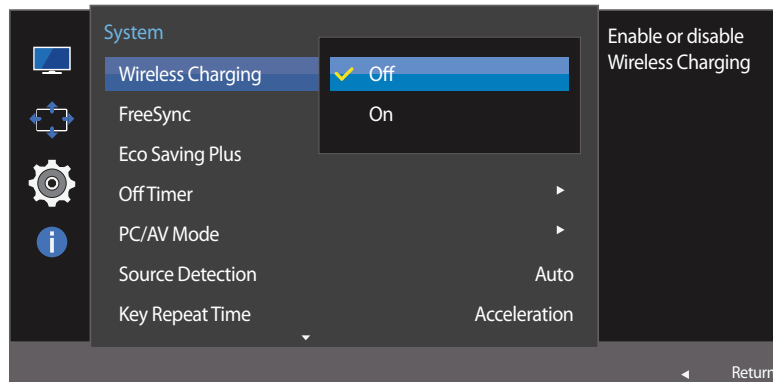 System
Wireless Charging
Off
FreeSync
On
Eco Saving Plus
Off Timer
PC/AV Mode
Source Detection Auto
Key Repeat Time Acceleration
Enable or disable
Wireless Charging
Return